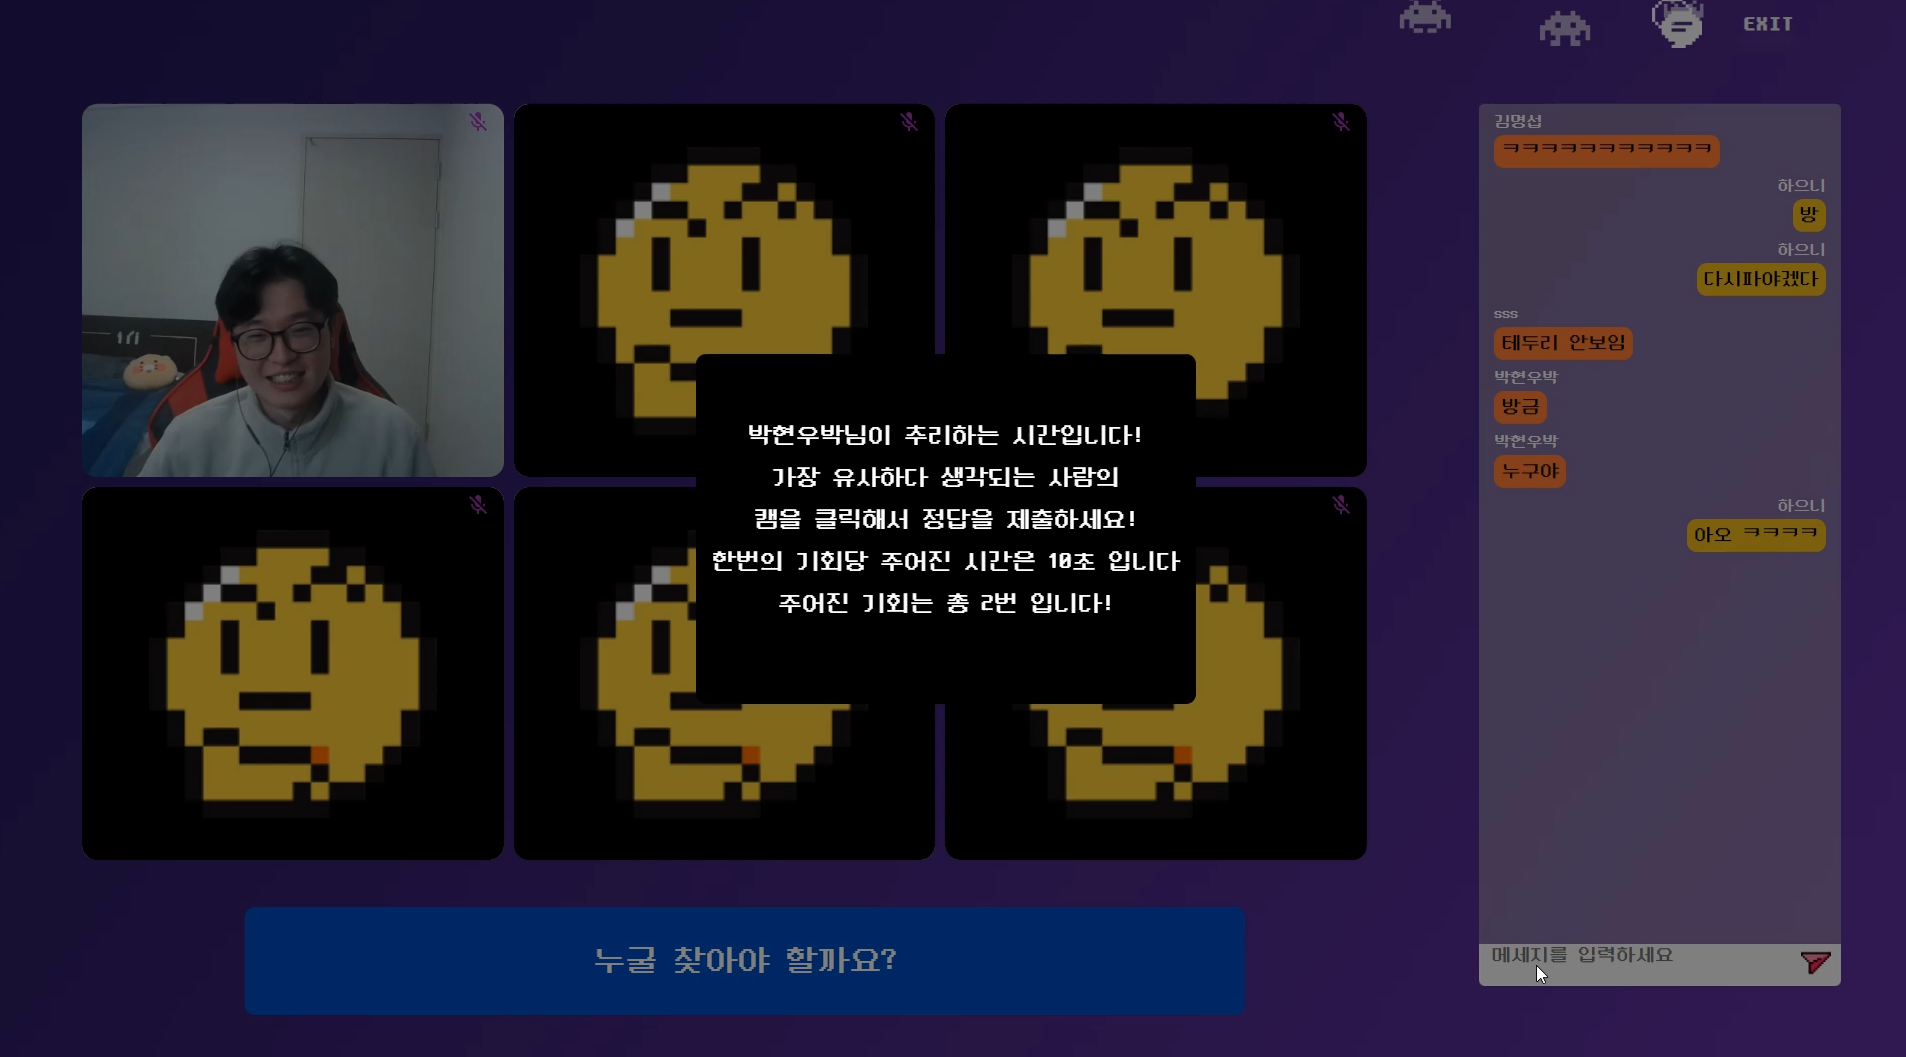 EXIT
박현우박님이 추리하는 시간입니다!
가장 유사하다 생각되는 사람의
캠을 클릭해서 정답을 제출하세요!
한번의 기회당 주어진 시간은 10초 입니다
주어진 기회는 총 2번 입니다!
누굴 찾아야 할까요?
김명섭
ㅋㅋㅋㅋㅋㅋㅋㅋㅋㅋㅋ
하으니
방
하으니
다시파야겠다
sss
테두리 안보임
박현우박
방금
박현우박
누구야
하으니
아오 ㅋㅋㅋㅋ
메세지를 입력하세요